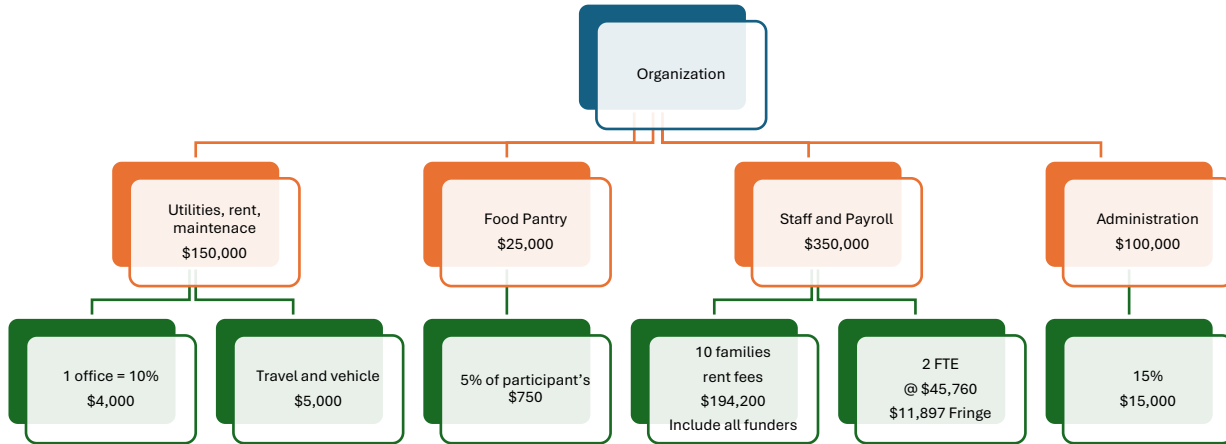 Organization
Utilities, rent,
maintenace
$150,000
Food Pantry
$25,000
Staff and Payroll
$350,000
Administration
$100,000
1 office = 10%
$4,000
Travel and vehicle
$5,000
5% of participant’s
$750
10 families
rent fees
$194,200
Include all funders
2 FTE
@ $45,760
$11,897 Fringe
15%
$15,000